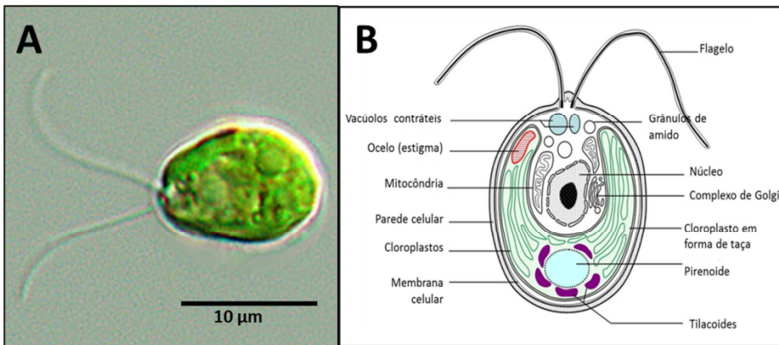 A
10 µm
B
Flagelo
Vacúolos contráteis
Grânulos de
amido
Ocelo (estigma)
Mitocôndria
Núcleo
Complexo de Golgi
Parede celular
Cloroplasto em
forma de taça
Cloroplastos
Pirenoide
Membrana
celular
Tilacoides